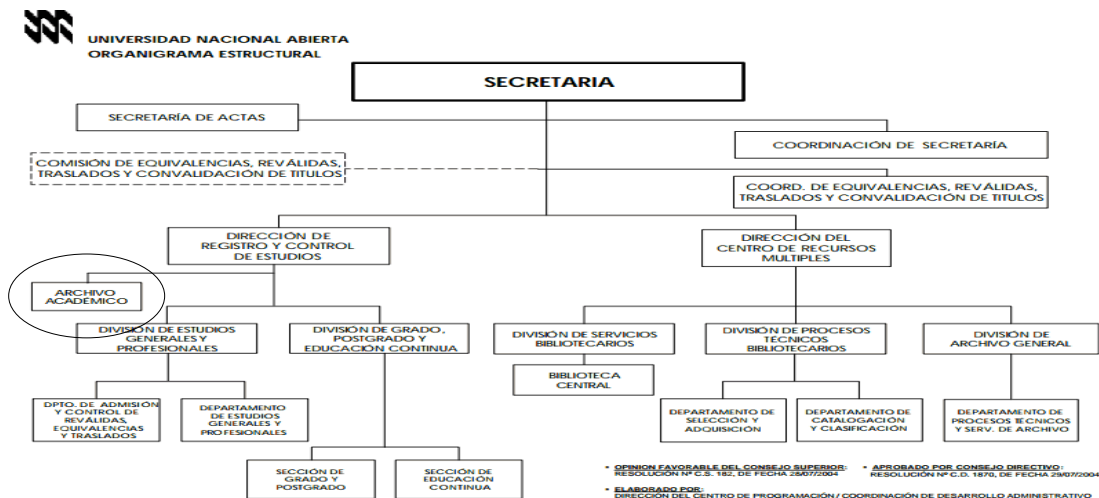 UNIVERSIDAD NACIONAL ABIERTA
ORGANIGRAMA ESTRUCTURAL
SECRETARIA
SECRETARÍA DE ACTAS
COORDINACIÓN DE SECRETARÍA
COMISIÓN DE EQUIVALENCIAS, REVÁLIDAS,
TRASLADOS Y CONVALIDACIÓN DE TITULOS
COORD. DE EQUIVALENCIAS, REVÁLIDAS,
TRASLADOS Y CONVALIDACIÓN DE TITULOS
DIRECCIÓN DE
REGISTRO Y CONTROL
DE ESTUDIOS
DIRECCIÓN DEL
CENTRO DE RECURSOS
MULTIPLES
ARCHIVO
ACADÉMICO
DIVISIÓN DE ESTUDIOS
GENERALES Y
PROFESIONALES
DIVISIÓN DE GRADO,
POSTGRADO Y
EDUCACIÓN CONTINUA
DIVISIÓN DE SERVICIOS
BIBLIOTECARIOS
DIVISIÓN DE PROCESOS
TÉCNICOS
BIBLIOTECARIOS
DIVISIÓN DE
ARCHIVO GENERAL
BIBLIOTECA
CENTRAL
DPTO. DE ADMISIÓN
Y CONTROL DE
REVÁLIDAS,
EQUIVALENCIAS
Y TRASLADOS
DEPARTAMENTO
DE ESTUDIOS
GENERALES Y
PROFESIONALES
DEPARTAMENTO DE
SELECCIÓN Y
ADQUISICIÓN
DEPARTAMENTO DE
CATALOGACIÓN
Y CLASIFICACIÓN
DEPARTAMENTO DE
PROCESOS TÉCNICOS
Y SERV. DE ARCHIVO
SECCIÓN DE
GRADO Y
POSTGRADO
SECCIÓN DE
EDUCACIÓN
CONTINUA
• OPINION FAVORABLE DEL CONSEJO SUPERIOR:
RESOLUCIÓN Nº C.S. 182, DE FECHA 28/07/2004
• APROBADO POR CONSEJO DIRECTIVO:
RESOLUCIÓN Nº C.D. 1870, DE FECHA 29/07/2004
• ELABORADO POR:
DIRECCIÓN DEL CENTRO DE PROGRAMACIÓN / COORDINACIÓN DE DESARROLLO ADMINISTRATIVO